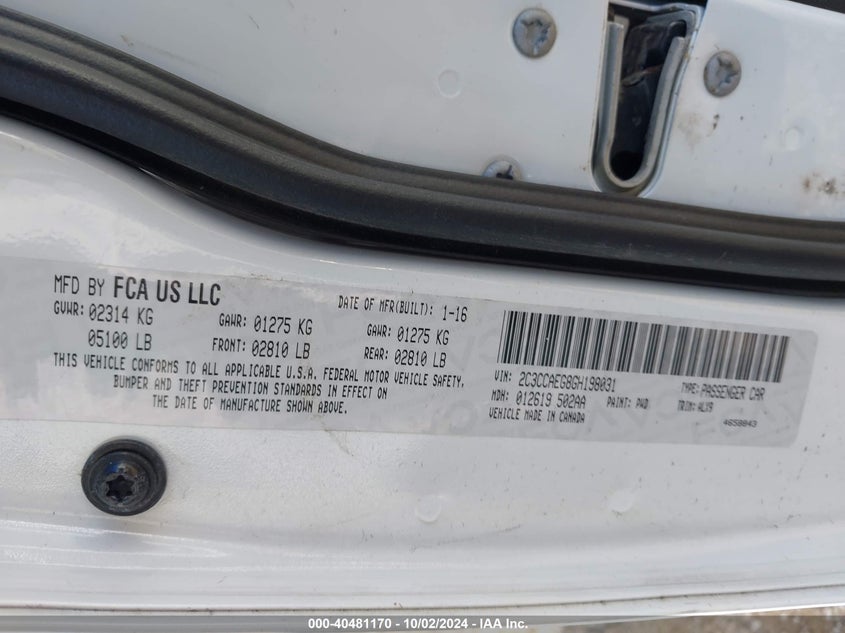 MFD BY FCA US LLC
DATE OF MFR(BUILT): 1-16
GVWR: 02314 KG GAWR: 01275 KG GAWR: 01275 KG
05100 LB FRONT: 02810 LB REAR: 02810 LB
THIS VEHICLE CONFORMS TO ALL APPLICABLE U.S.A. FEDERAL MOTOR VEHICLE SAFETY,
BUMPER AND THEFT PREVENTION STANDARDS IN EFFECT ON
THE DATE OF MANUFACTURE SHOWN ABOVE.
VIN: 2C3CCAEG8GH198031 TYPE: PASSENGER CAR
MDH: 012619 502AA PAINT: PWD TRIM: ALX9
VEHICLE MADE IN CANADA 4658843
000-40481170 - 10/02/2024 - IAA Inc.